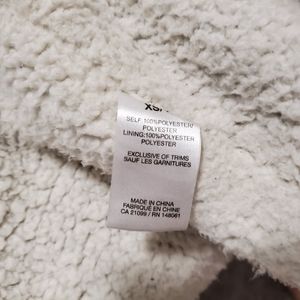 XS/
SELF:100%POLYESTER/
POLYESTER
LINING:100%POLYESTER/
POLYESTER
EXCLUSIVE OF TRIMS
SAUF LES GARNITURES
MADE IN CHINA
FABRIQUÉ EN CHINE
CA 21099 / RN 148061